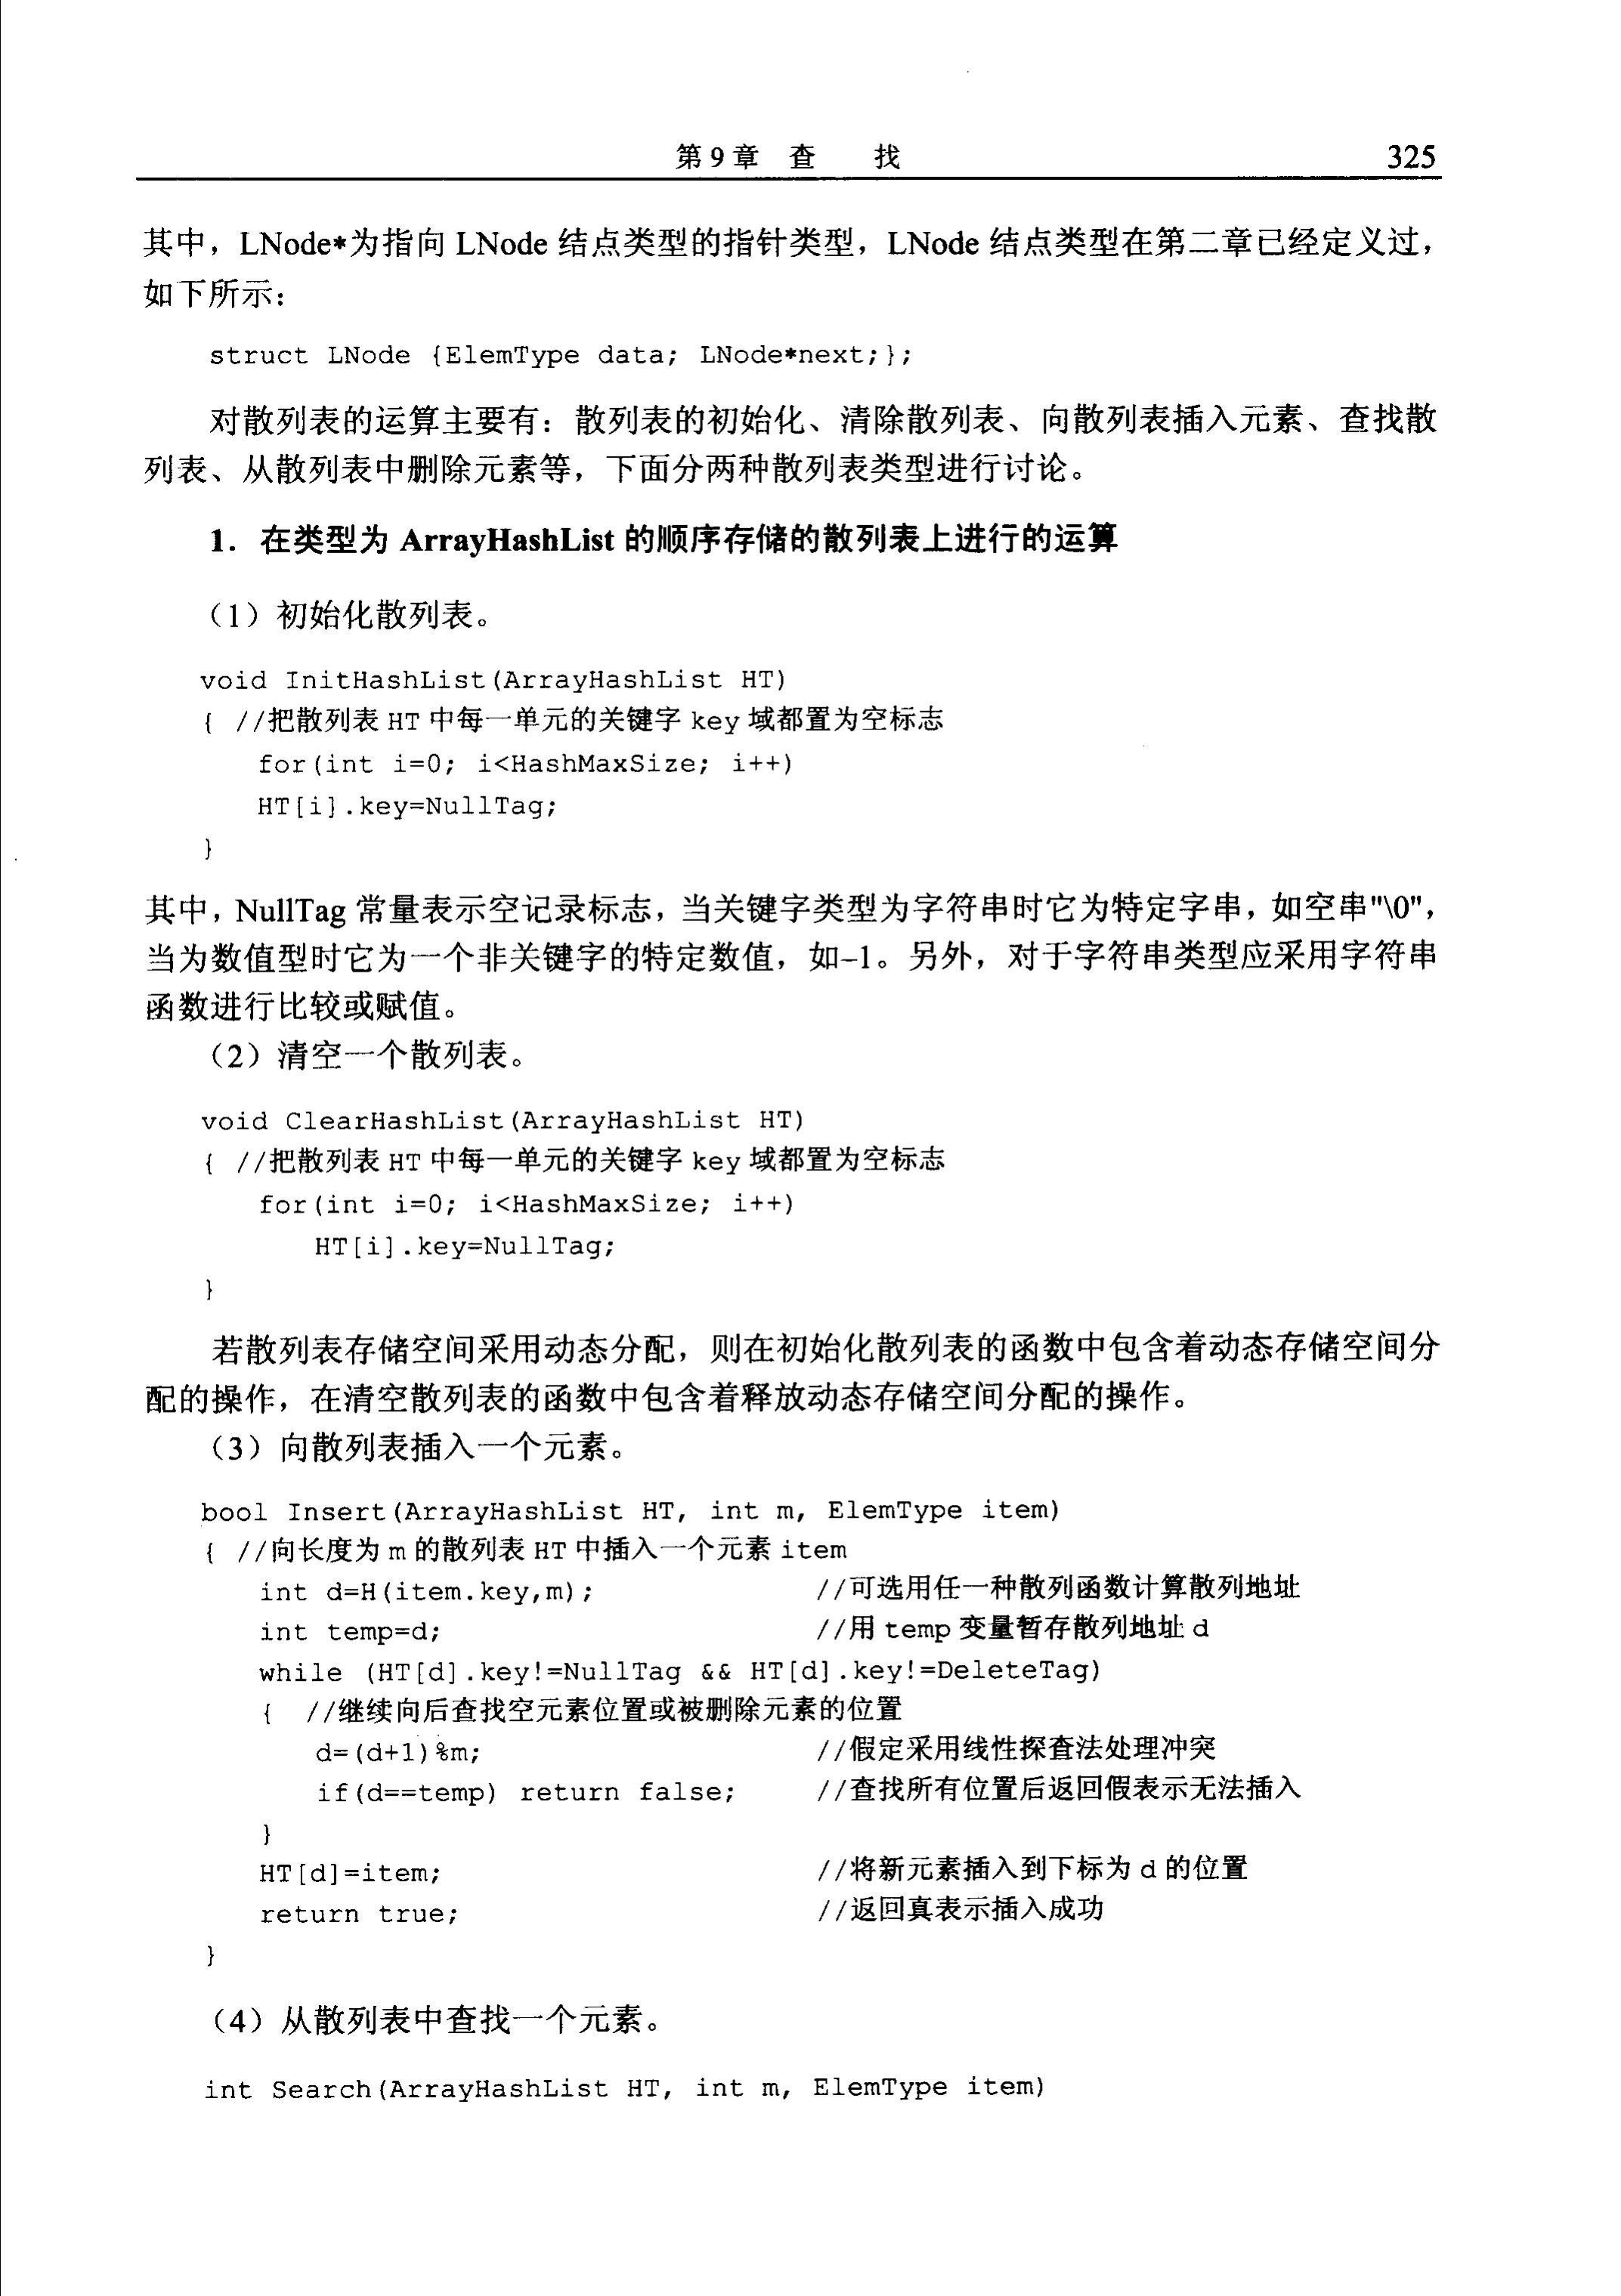 第9章 查 找 325
其中，LNode*为指向 LNode 结点类型的指针类型，LNode 结点类型在第二章已经定义过，
如下所示：
struct LNode {ElemType data; LNode*next;};
对散列表的运算主要有：散列表的初始化、清除散列表、向散列表插入元素、查找散
列表、从散列表中删除元素等，下面分两种散列表类型进行讨论。
1．在类型为 ArrayHashList 的顺序存储的散列表上进行的运算
（1）初始化散列表。
void InitHashList(ArrayHashList HT)
{ //把散列表 HT 中每一单元的关键字 key 域都置为空标志
for(int i=0; i<HashMaxSize; i++)
HT[i].key=NullTag;
}
其中，NullTag 常量表示空记录标志，当关键字类型为字符串时它为特定字串，如空串"\0"，
当为数值型时它为一个非关键字的特定数值，如–1。另外，对于字符串类型应采用字符串
函数进行比较或赋值。
（2）清空一个散列表。
void ClearHashList(ArrayHashList HT)
{ //把散列表 HT 中每一单元的关键字 key 域都置为空标志
for(int i=0; i<HashMaxSize; i++)
HT[i].key=NullTag;
}
若散列表存储空间采用动态分配，则在初始化散列表的函数中包含着动态存储空间分
配的操作，在清空散列表的函数中包含着释放动态存储空间分配的操作。
（3）向散列表插入一个元素。
bool Insert(ArrayHashList HT, int m, ElemType item)
{ //向长度为 m 的散列表 HT 中插入一个元素 item
int d=H(item.key,m); //可选用任一种散列函数计算散列地址
int temp=d; //用 temp 变量暂存散列地址 d
while (HT[d].key!=NullTag && HT[d].key!=DeleteTag)
{ //继续向后查找空元素位置或被删除元素的位置
d=(d+1)%m; //假定采用线性探查法处理冲突
if(d==temp) return false; //查找所有位置后返回假表示无法插入
}
HT[d]=item; //将新元素插入到下标为 d 的位置
return true; //返回真表示插入成功
}
（4）从散列表中查找一个元素。
int Search(ArrayHashList HT, int m, ElemType item)